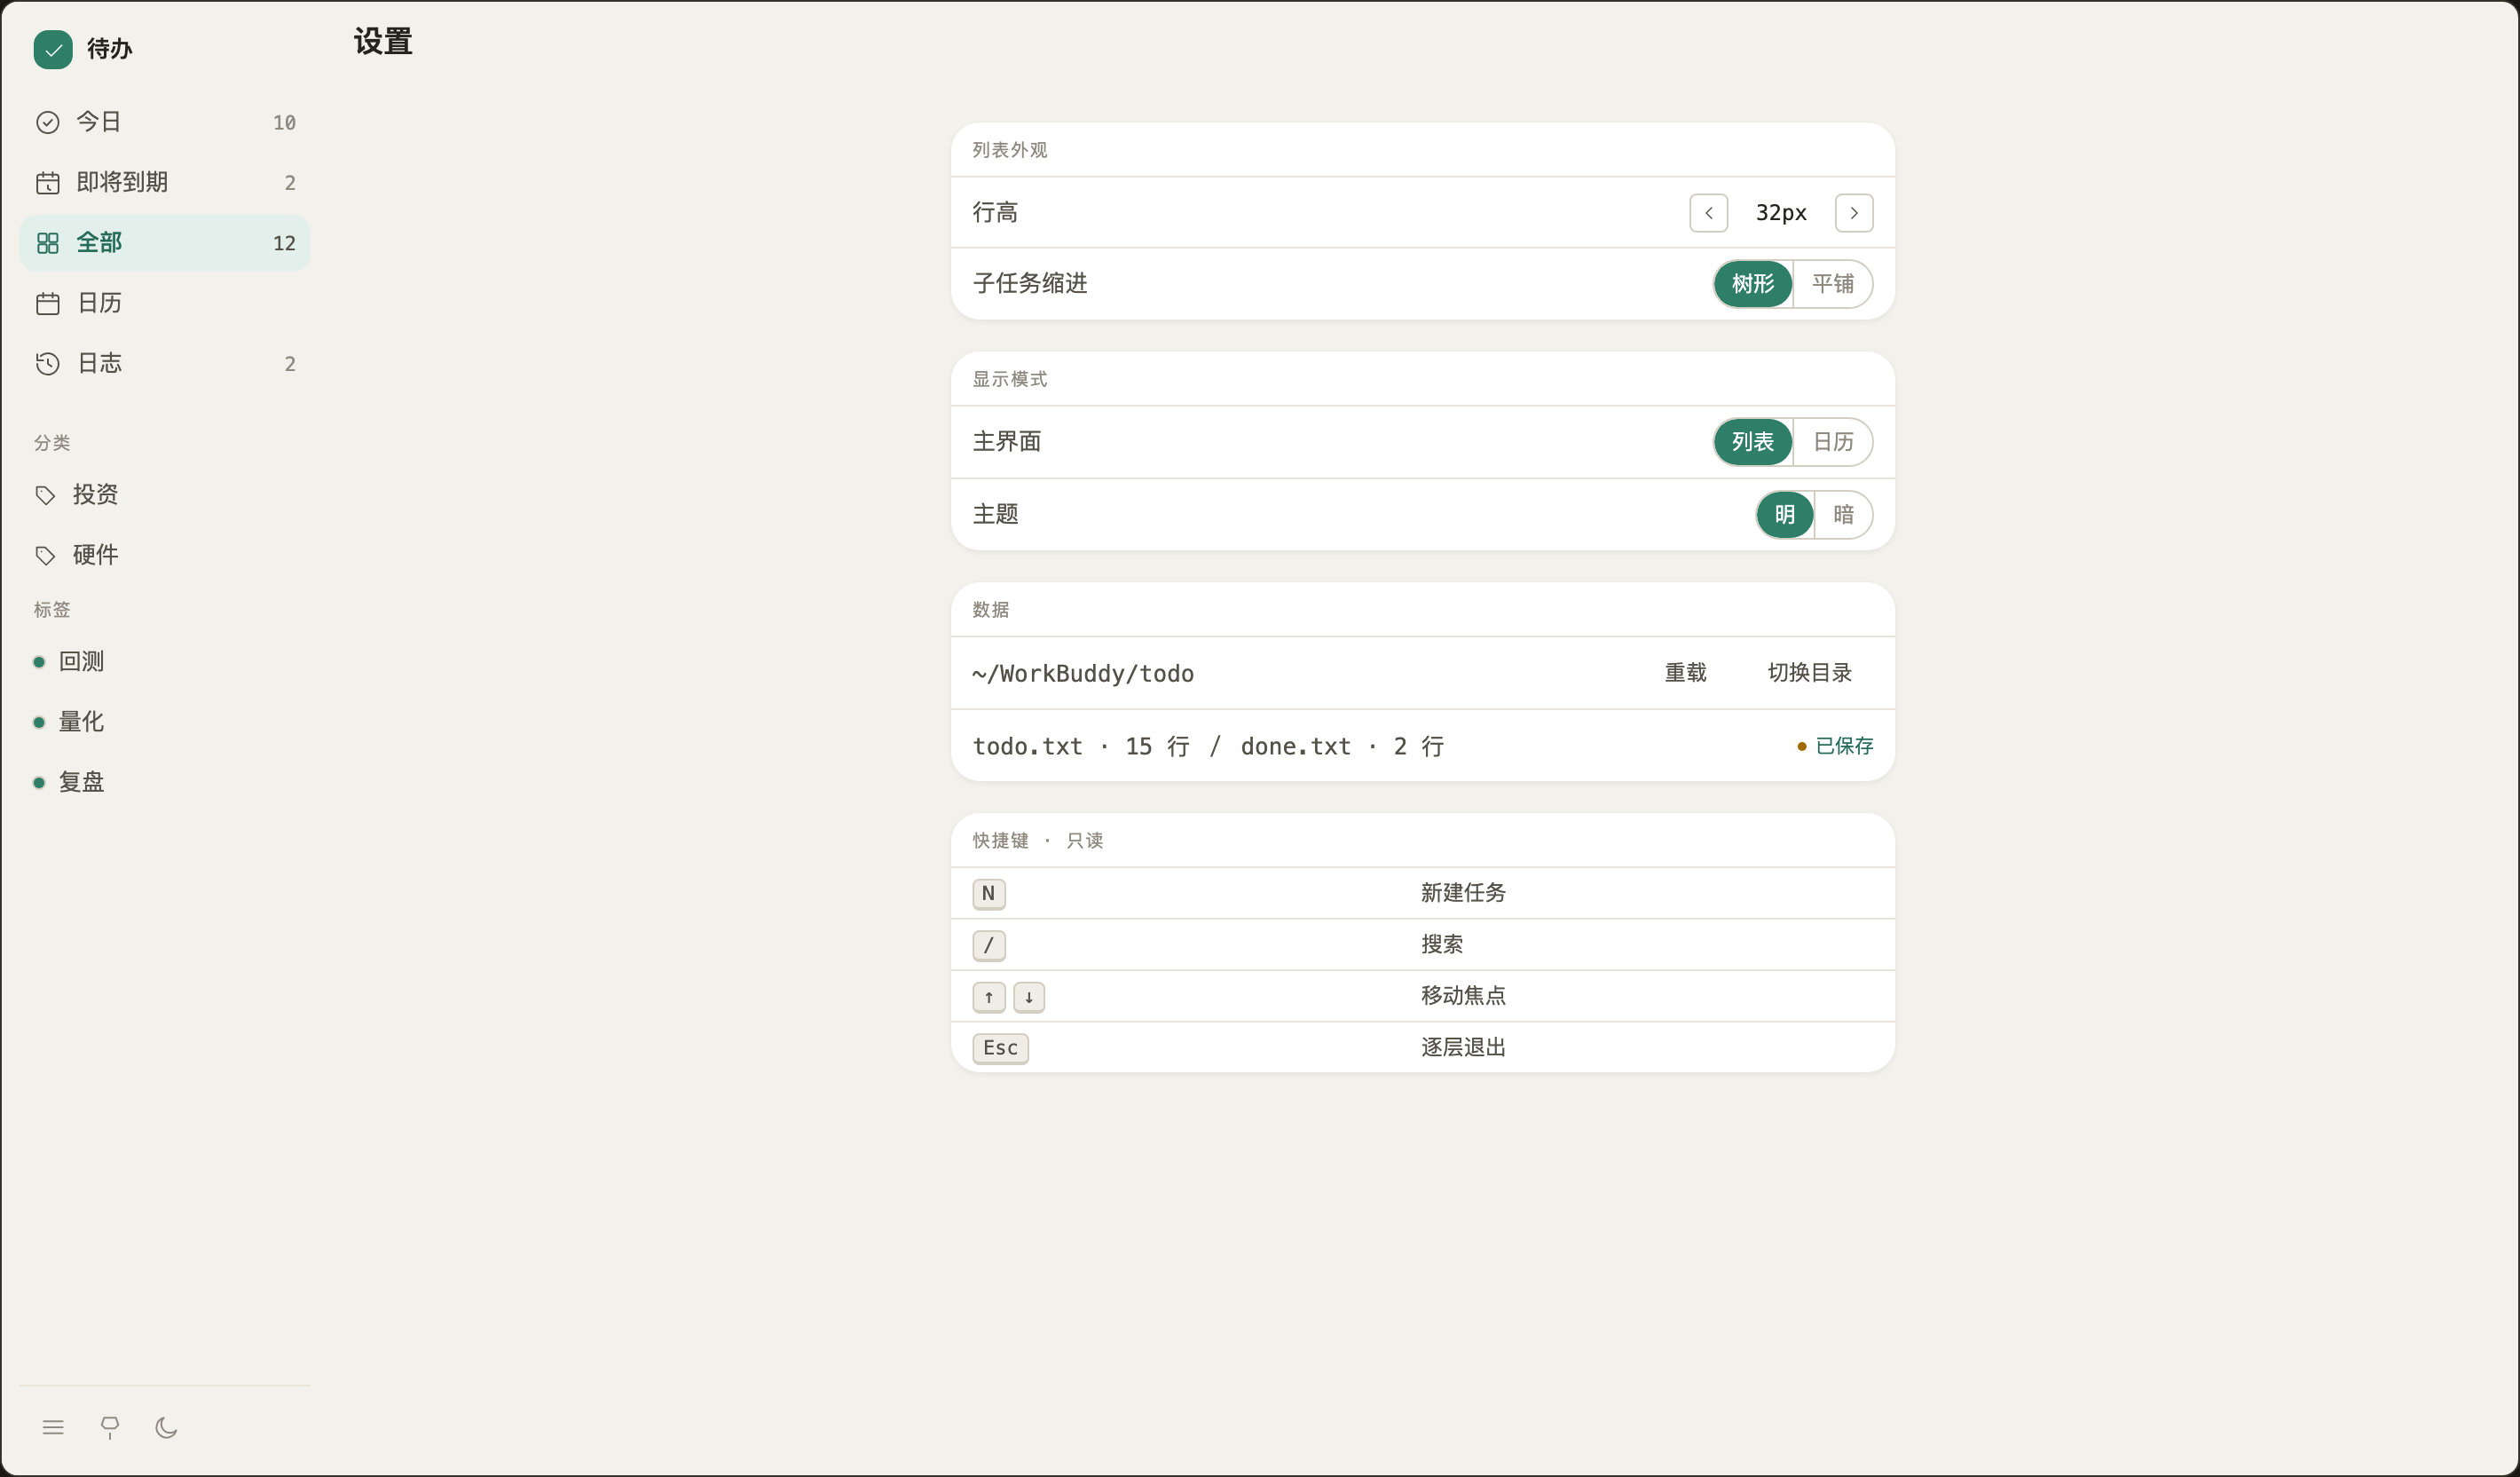 待办
今日 10
即将到期 2
全部 12
日历
日志 2
分类
投资
硬件
标签
回测
量化
复盘
设置
列表外观
行高 32px
子任务缩进 树形 平铺
显示模式
主界面 列表 日历
主题 明 暗
数据
~/WorkBuddy/todo 重载 切换目录
todo.txt · 15 行 / done.txt · 2 行 已保存
快捷键 · 只读
N 新建任务
/ 搜索
↑ ↓ 移动焦点
Esc 逐层退出